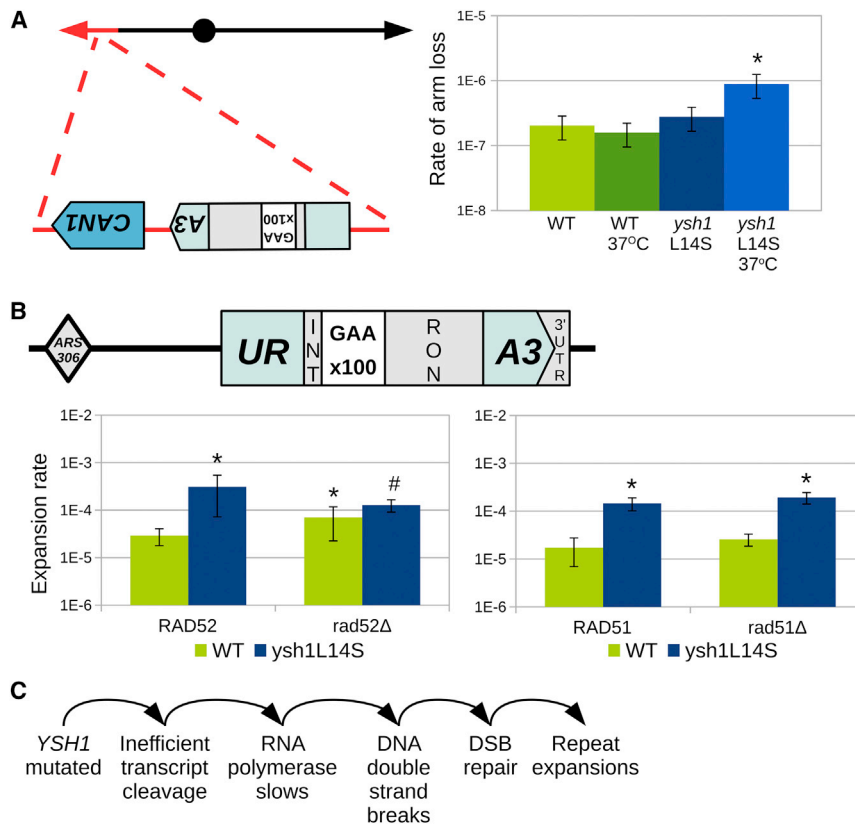 A
CAN1
A3
GAA
x100
Rate of arm loss
1E-5
1E-6
1E-7
1E-8
*
WT
WT
37°C
ysh1
L14S
ysh1
L14S
37°C
B
ARS
306
UR
INT
GAA
x100
RON
A3
3'UTR
Expansion rate
1E-2
1E-3
1E-4
1E-5
1E-6
*
*
#
RAD52
rad52Δ
WT
ysh1L14S
1E-2
1E-3
1E-4
1E-5
1E-6
*
*
RAD51
rad51Δ
WT
ysh1L14S
C
YSH1
mutated
Inefficient
transcript
cleavage
RNA
polymerase
slows
DNA
double
strand
breaks
DSB
repair
Repeat
expansions